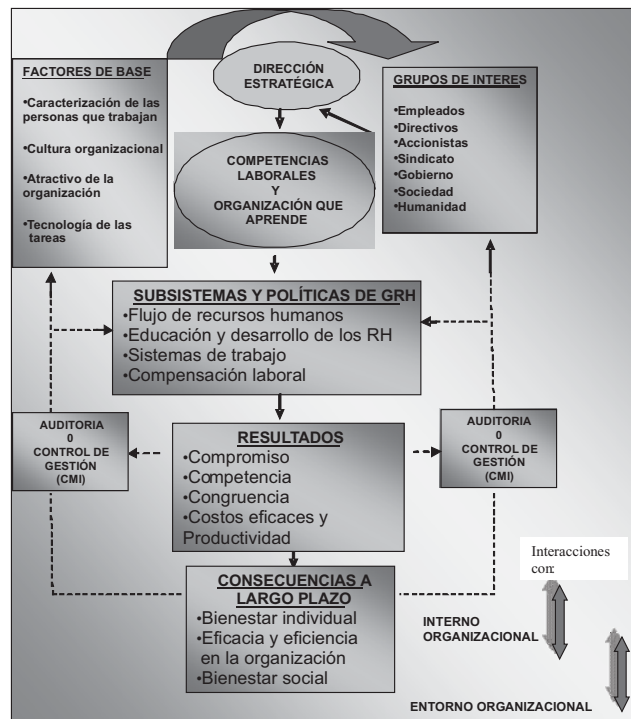 FACTORES DE BASE
•Caracterización de las
personas que trabajan
•Cultura organizacional
•Atractivo de la
organización
•Tecnología de las
tareas
DIRECCIÓN
ESTRATÉGICA
GRUPOS DE INTERES
•Empleados
•Directivos
•Accionistas
•Sindicato
•Gobierno
•Sociedad
•Humanidad
COMPETENCIAS
LABORALES
Y
ORGANIZACIÓN QUE
APRENDE
SUBSISTEMAS Y POLÍTICAS DE GRH
•Flujo de recursos humanos
•Educación y desarrollo de los RH
•Sistemas de trabajo
•Compensación laboral
AUDITORIA
0
CONTROL DE
GESTIÓN
(CMI)
RESULTADOS
•Compromiso
•Competencia
•Congruencia
•Costos eficaces y
Productividad
AUDITORIA
0
CONTROL DE
GESTIÓN
(CMI)
CONSECUENCIAS A
LARGO PLAZO
•Bienestar individual
•Eficacia y eficiencia
en la organización
•Bienestar social
Interacciones
con:
INTERNO
ORGANIZACIONAL
ENTORNO ORGANIZACIONAL